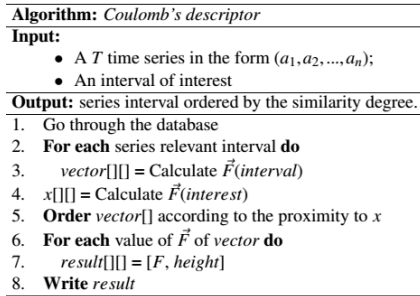 Algorithm: Coulomb's descriptor
Input:
• A T time series in the form (a₁,a₂,...,aₙ);
• An interval of interest
Output: series interval ordered by the similarity degree.
1. Go through the database
2. For each series relevant interval do
3. vector[][] = Calculate F⃗(interval)
4. x[][] = Calculate F⃗(interest)
5. Order vector[] according to the proximity to x
6. For each value of F⃗ of vector do
7. result[][] = [F, height]
8. Write result